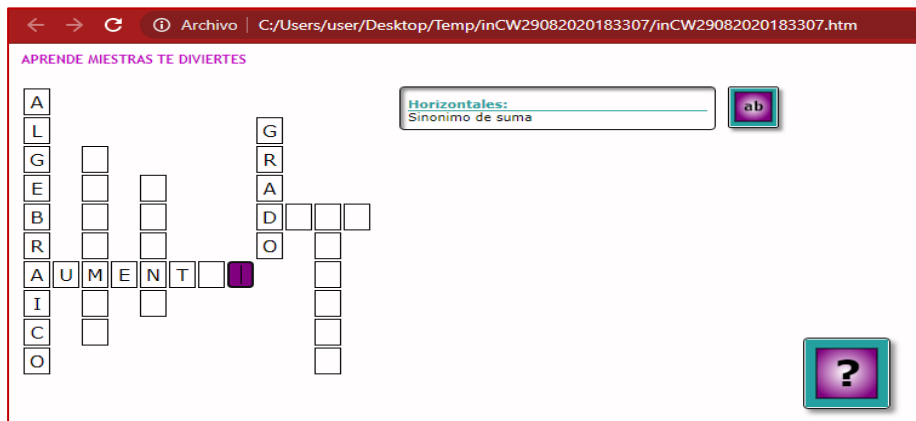 Archivo C:/Users/user/Desktop/Temp/inCW29082020183307/inCW29082020183307.htm
APRENDE MIESTRAS TE DIVIERTES
Horizontales:
Sinonimo de suma
ab
A
L
G
G
R
E
A
B
D
R
O
A U M E N T
I
C
O
?